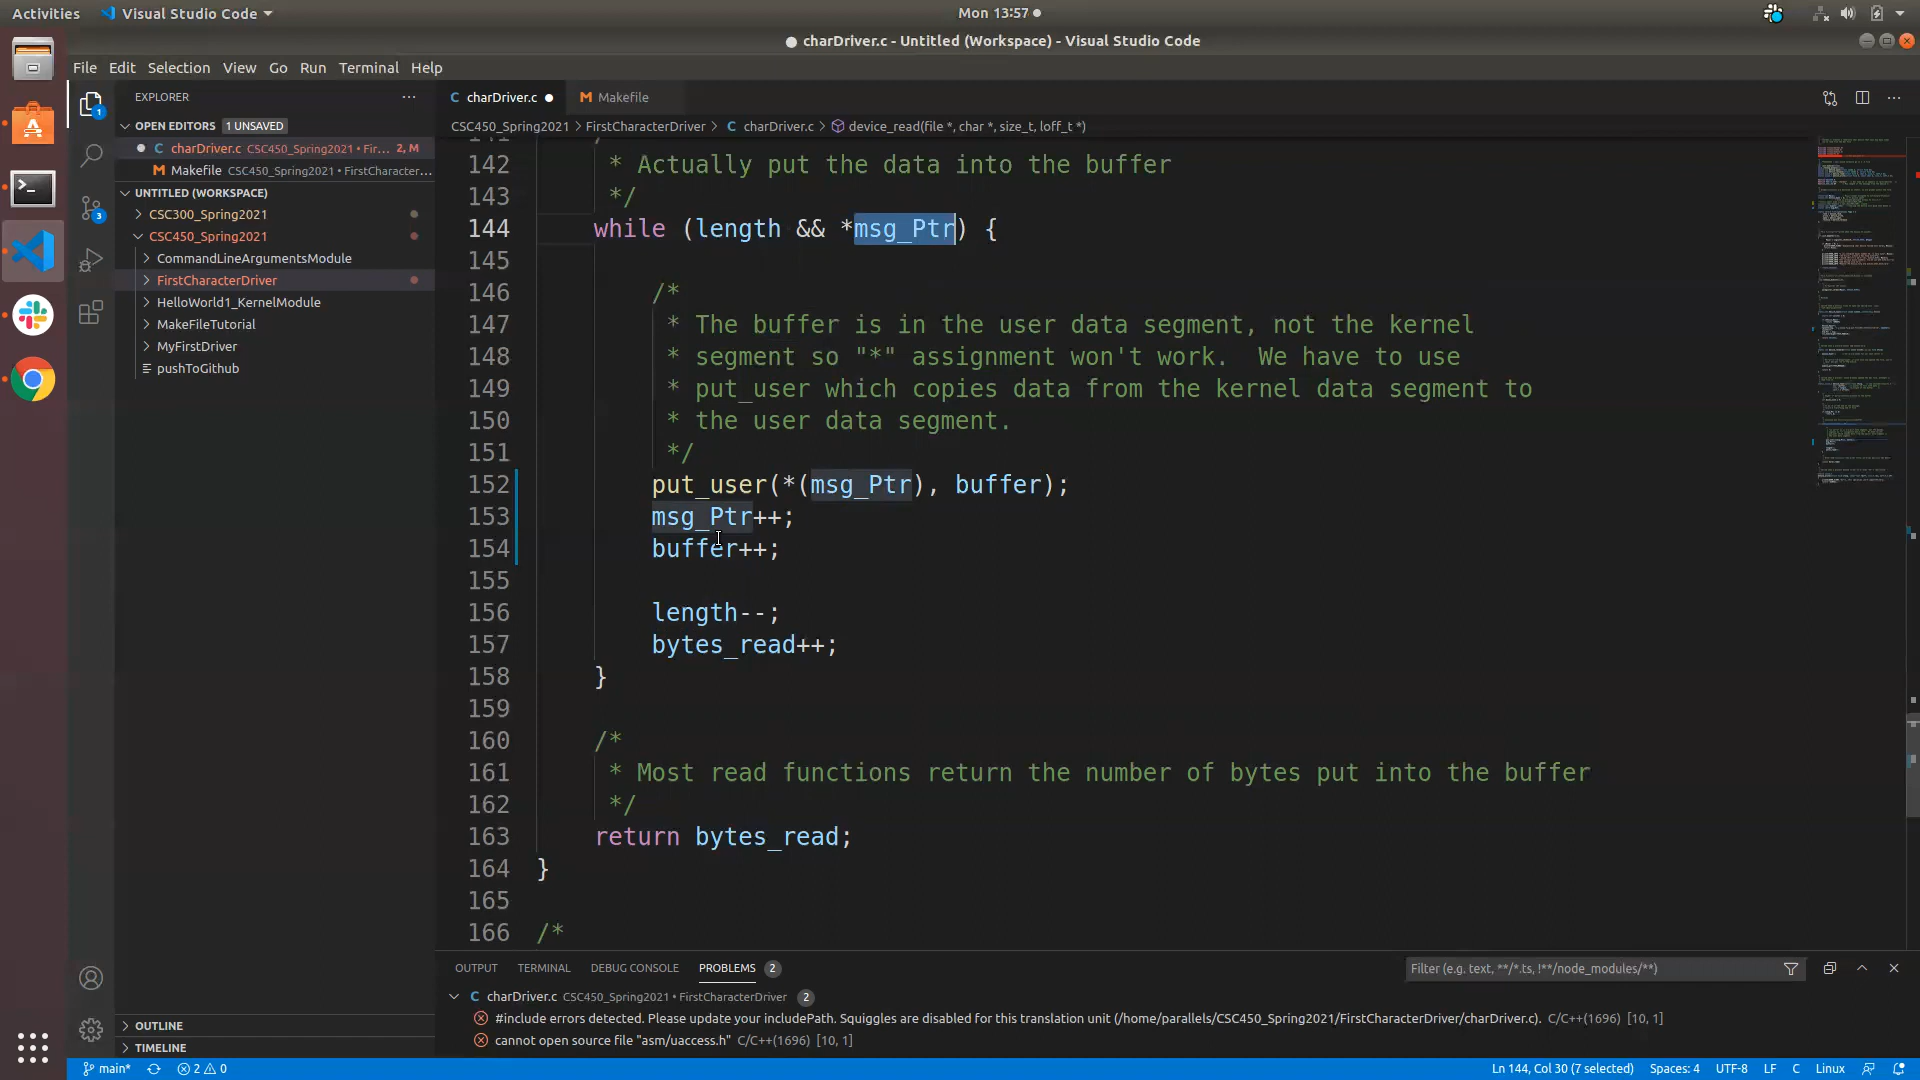 Activities Visual Studio Code Mon 13:57
charDriver.c - Untitled (Workspace) - Visual Studio Code
File Edit Selection View Go Run Terminal Help
EXPLORER
OPEN EDITORS 1 UNSAVED
charDriver.c CSC450_Spring2021 • Fir... 2, M
Makefile CSC450_Spring2021 • FirstCharacter...
UNTITLED (WORKSPACE)
CSC300_Spring2021
CSC450_Spring2021
CommandLineArgumentsModule
FirstCharacterDriver
HelloWorld1_KernelModule
MakeFileTutorial
MyFirstDriver
pushToGithub
OUTLINE
TIMELINE
1
3
charDriver.c Makefile
CSC450_Spring2021 > FirstCharacterDriver > charDriver.c > device_read(file *, char *, size_t, loff_t *)
142 * Actually put the data into the buffer
143 */
144 while (length && *msg_Ptr) {
145
146 /*
147 * The buffer is in the user data segment, not the kernel
148 * segment so "*" assignment won't work. We have to use
149 * put_user which copies data from the kernel data segment to
150 * the user data segment.
151 */
152 put_user(*(msg_Ptr), buffer);
153 msg_Ptr++;
154 buffer++;
155
156 length--;
157 bytes_read++;
158 }
159
160 /*
161 * Most read functions return the number of bytes put into the buffer
162 */
163 return bytes_read;
164 }
165
166 /*
OUTPUT TERMINAL DEBUG CONSOLE PROBLEMS 2 Filter (e.g. text, **/*.ts, !**/node_modules/**)
charDriver.c CSC450_Spring2021 • FirstCharacterDriver 2
#include errors detected. Please update your includePath. Squiggles are disabled for this translation unit (/home/parallels/CSC450_Spring2021/FirstCharacterDriver/charDriver.c). C/C++(1696) [10, 1]
cannot open source file "asm/uaccess.h" C/C++(1696) [10, 1]
main* 2 0 Ln 144, Col 30 (7 selected) Spaces: 4 UTF-8 LF C Linux